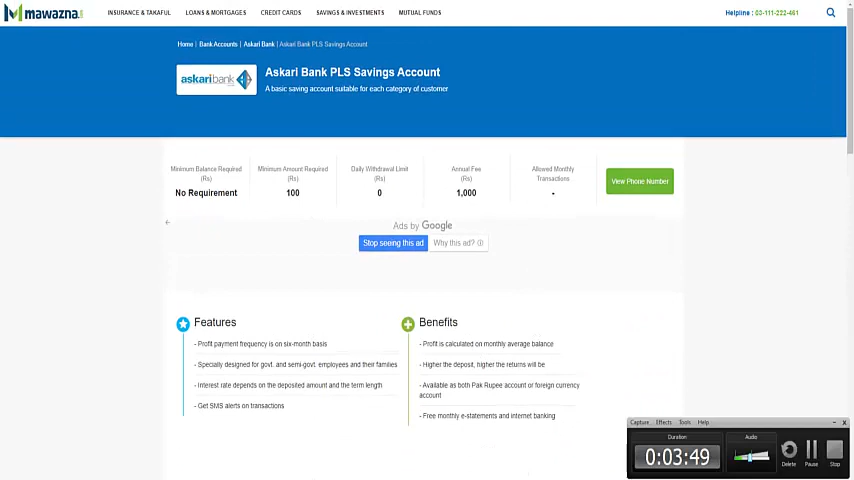 mawazna
INSURANCE & TAKAFUL LOANS & MORTGAGES CREDIT CARDS SAVINGS & INVESTMENTS MUTUAL FUNDS
Helpline : 03-111-222-461
Home | Bank Accounts | Askari Bank | Askari Bank PLS Savings Account
askaribank
Askari Bank PLS Savings Account
A basic saving account suitable for each category of customer
Minimum Balance Required (Rs)
No Requirement
Minimum Amount Required (Rs)
100
Daily Withdrawal Limit (Rs)
0
Annual Fee (Rs)
1,000
Allowed Monthly Transactions
-
View Phone Number
Ads by Google
Stop seeing this ad
Why this ad?
Features
- Profit payment frequency is on six-month basis
- Specially designed for govt. and semi-govt. employees and their families
- Interest rate depends on the deposited amount and the term length
- Get SMS alerts on transactions
Benefits
- Profit is calculated on monthly average balance
- Higher the deposit, higher the returns will be
- Available as both Pak Rupee account or foreign currency
account
- Free monthly e-statements and internet banking
Capture Effects Tools Help
Duration
0:03:49
Audio
Delete
Pause
Stop